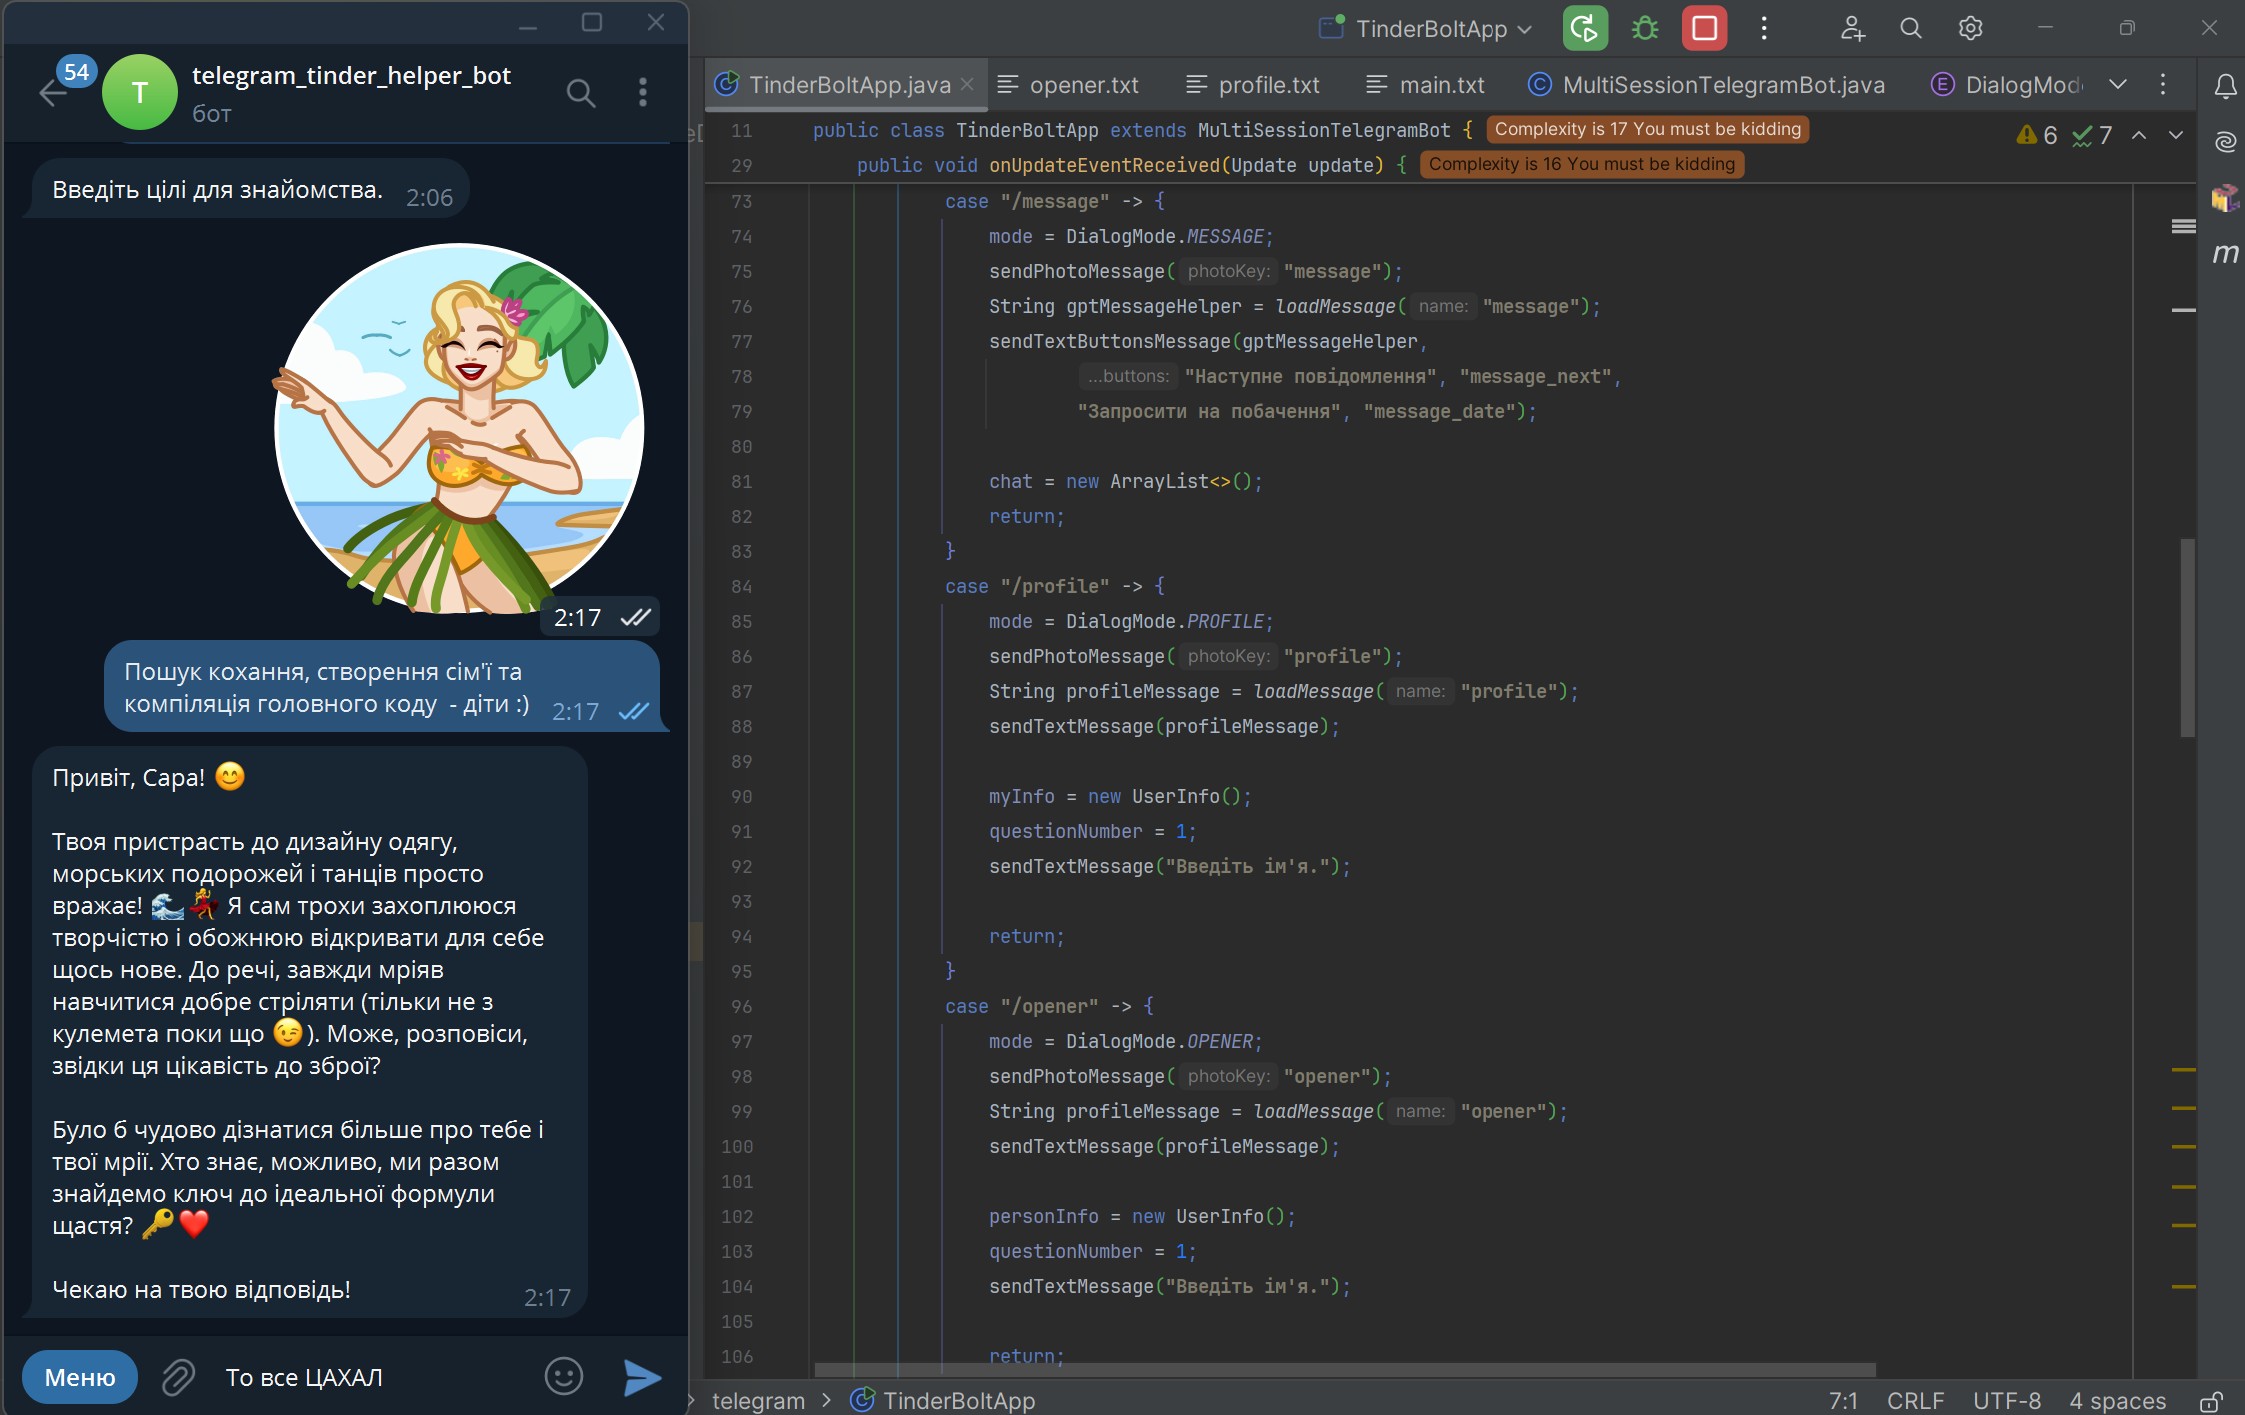 54
T
telegram_tinder_helper_bot
бот
Введіть цілі для знайомства. 2:06
2:17
Пошук кохання, створення сім'ї та
компіляція головного коду - діти :) 2:17
Привіт, Сара! 😊
Твоя пристрасть до дизайну одягу,
морських подорожей і танців просто
вражає! 🌊💃 Я сам трохи захоплююся
творчістю і обожнюю відкривати для себе
щось нове. До речі, завжди мріяв
навчитися добре стріляти (тільки не з
кулемета поки що 😉). Може, розповіси,
звідки ця цікавість до зброї?
Було б чудово дізнатися більше про тебе і
твої мрії. Хто знає, можливо, ми разом
знайдемо ключ до ідеальної формули
щастя? 🔑❤️
Чекаю на твою відповідь! 2:17
Меню
То все ЦАХАЛ
TinderBoltApp
TinderBoltApp.java opener.txt profile.txt main.txt MultiSessionTelegramBot.java DialogMod
11 public class TinderBoltApp extends MultiSessionTelegramBot { Complexity is 17 You must be kidding 6 7
29 public void onUpdateEventReceived(Update update) { Complexity is 16 You must be kidding
73 case "/message" -> {
74 mode = DialogMode.MESSAGE;
75 sendPhotoMessage( photoKey: "message");
76 String gptMessageHelper = loadMessage( name: "message");
77 sendTextButtonsMessage(gptMessageHelper,
78 ...buttons: "Наступне повідомлення", "message_next",
79 "Запросити на побачення", "message_date");
80
81 chat = new ArrayList<>();
82 return;
83 }
84 case "/profile" -> {
85 mode = DialogMode.PROFILE;
86 sendPhotoMessage( photoKey: "profile");
87 String profileMessage = loadMessage( name: "profile");
88 sendTextMessage(profileMessage);
89
90 myInfo = new UserInfo();
91 questionNumber = 1;
92 sendTextMessage("Введіть ім'я.");
93
94 return;
95 }
96 case "/opener" -> {
97 mode = DialogMode.OPENER;
98 sendPhotoMessage( photoKey: "opener");
99 String profileMessage = loadMessage( name: "opener");
100 sendTextMessage(profileMessage);
101
102 personInfo = new UserInfo();
103 questionNumber = 1;
104 sendTextMessage("Введіть ім'я.");
105
106 return;
m
telegram > TinderBoltApp
7:1 CRLF UTF-8 4 spaces